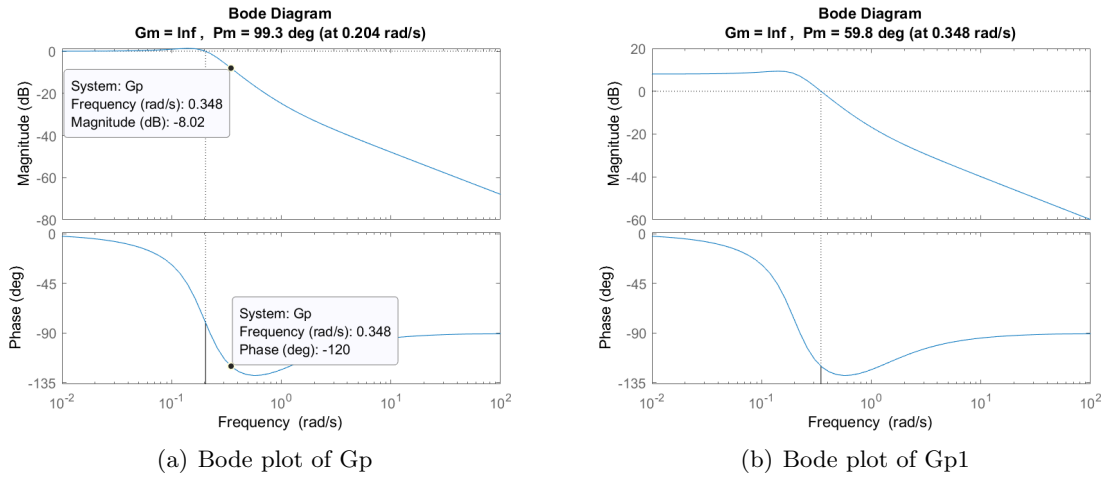 Bode Diagram
Gm = Inf , Pm = 99.3 deg (at 0.204 rad/s)
Magnitude (dB)
0
-20
-40
-60
-80
System: Gp
Frequency (rad/s): 0.348
Magnitude (dB): -8.02
Phase (deg)
0
-45
-90
-135
System: Gp
Frequency (rad/s): 0.348
Phase (deg): -120
10^-2
10^-1
10^0
10^1
10^2
Frequency (rad/s)
(a) Bode plot of Gp
Bode Diagram
Gm = Inf , Pm = 59.8 deg (at 0.348 rad/s)
Magnitude (dB)
20
0
-20
-40
-60
Phase (deg)
0
-45
-90
-135
10^-2
10^-1
10^0
10^1
10^2
Frequency (rad/s)
(b) Bode plot of Gp1